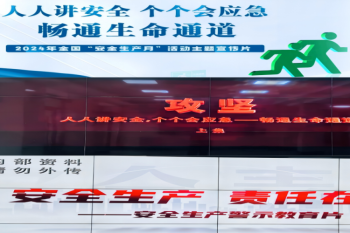 人人讲安全 个个会应急
畅通生命通道
2024年全国“安全生产月”活动主题宣传片
攻坚
人人讲安全,个个会应急——畅通生命通道
上集
内部资料
请勿外传
安全生产 责任在
——安全生产警示教育片